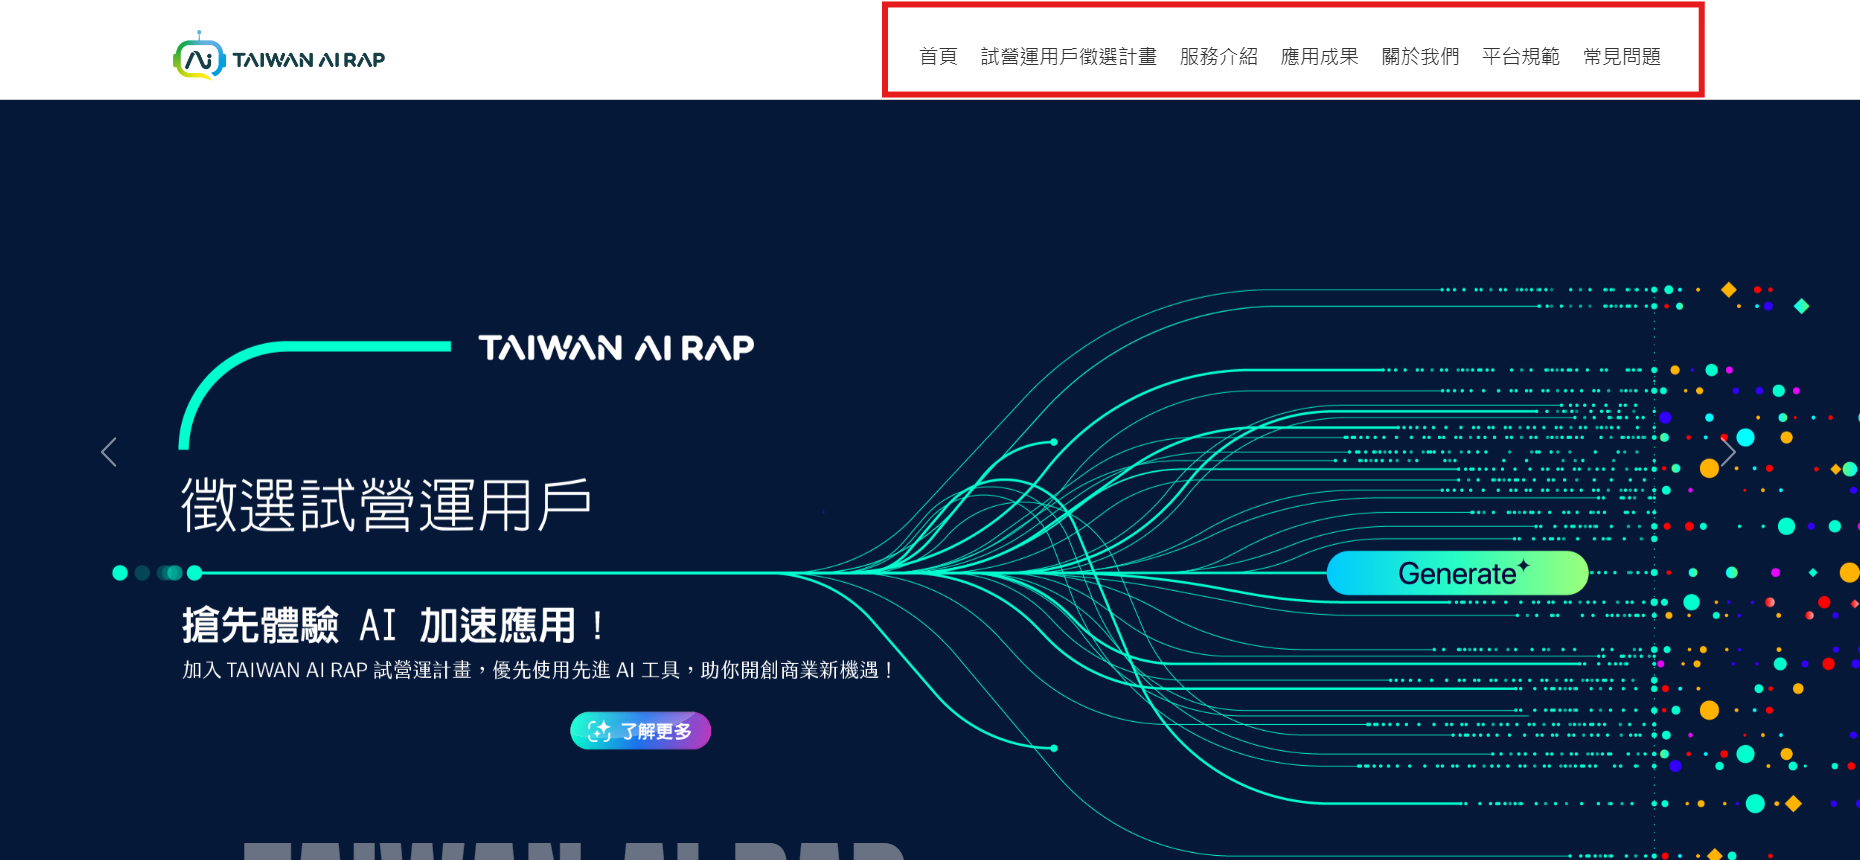 Ai TAIWAN AI RAP
首頁 試營運用戶徵選計畫 服務介紹 應用成果 關於我們 平台規範 常見問題
TAIWAN AI RAP
徵選試營運用戶
Generate
搶先體驗 AI 加速應用！
加入 TAIWAN AI RAP 試營運計畫，優先使用先進 AI 工具，助你開創商業新機遇！
了解更多
TAIWAN AI RAP